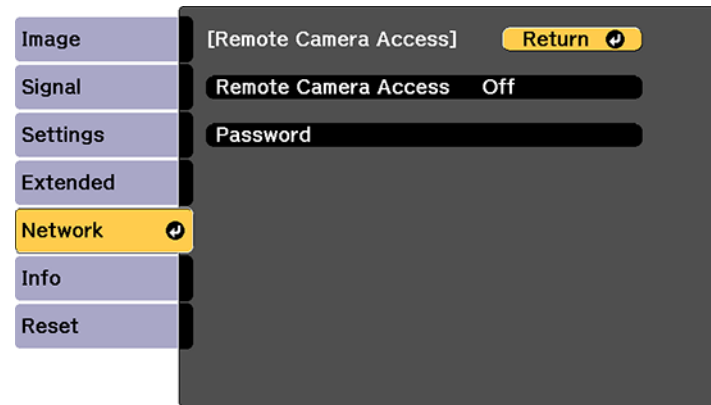 Image
Signal
Settings
Extended
Network
Info
Reset
[Remote Camera Access] Return
Remote Camera Access Off
Password